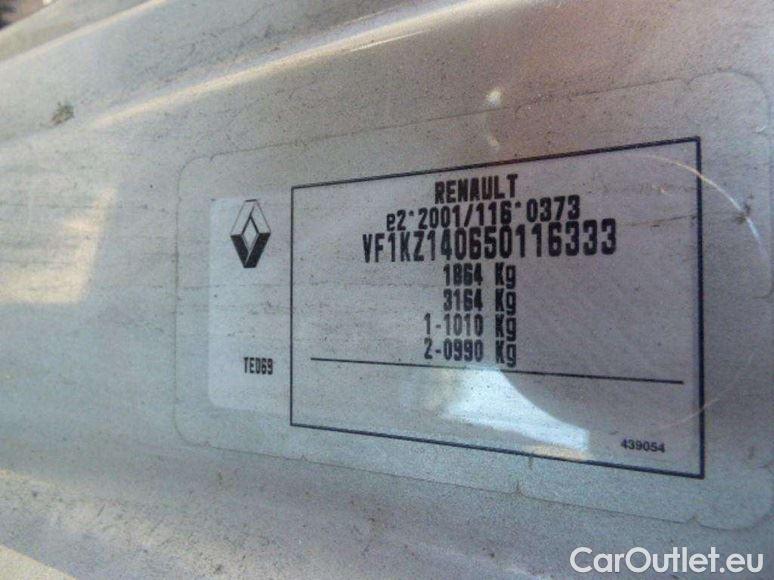 RENAULT
e2*2001/116*0373
VF1KZ140650116333
1864 Kg
3164 Kg
1-1010 Kg
2-0990 Kg
TED69
439054
CarOutlet.eu